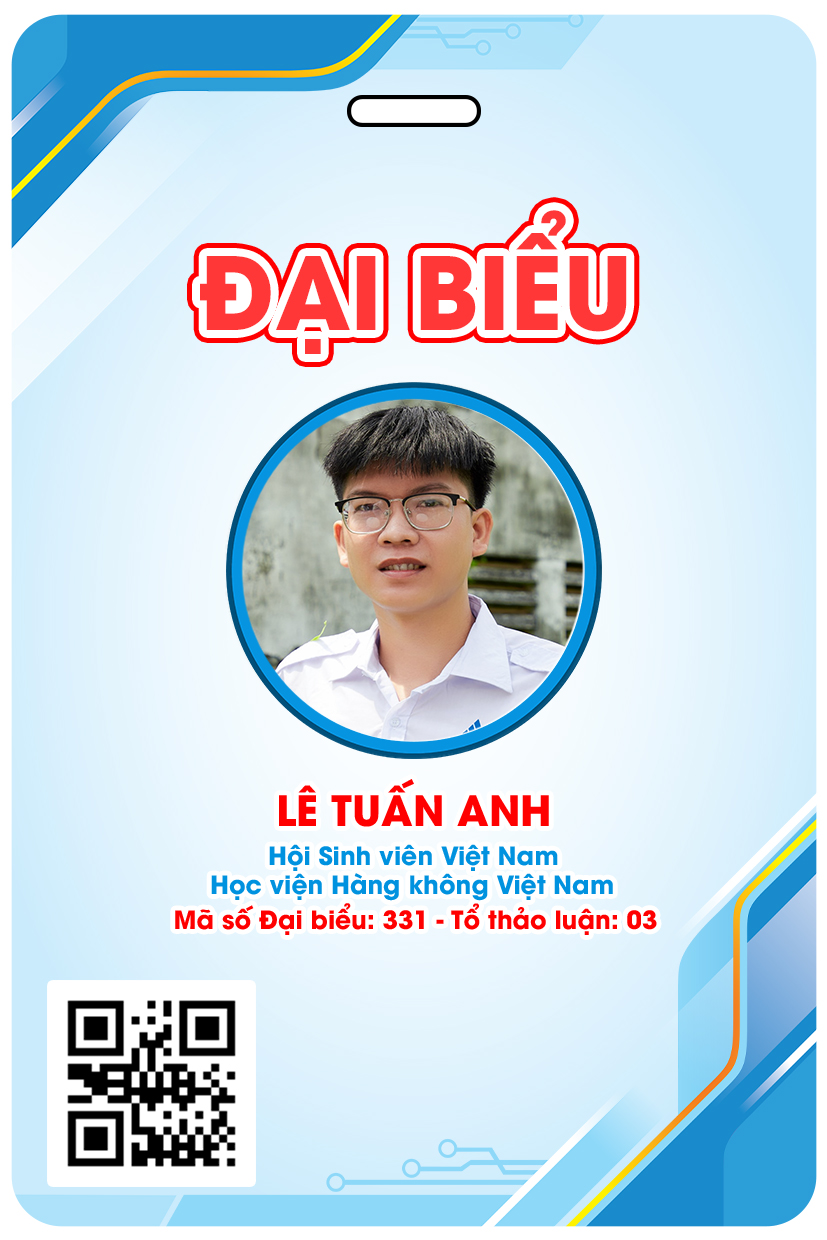 ĐẠI BIỂU
LÊ TUẤN ANH
Hội Sinh viên Việt Nam
Học viện Hàng không Việt Nam
Mã số Đại biểu: 331 - Tổ thảo luận: 03